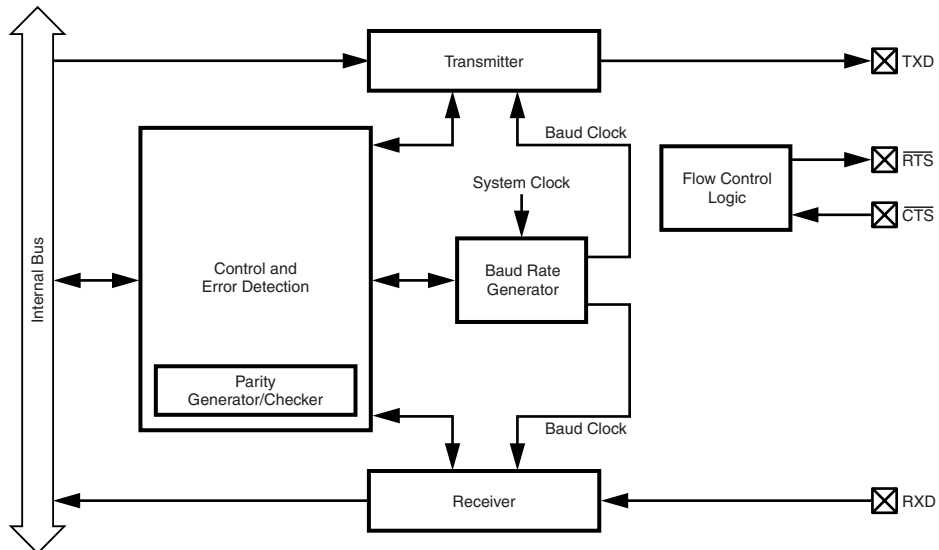 Transmitter
TXD
Baud Clock
RTS
System Clock
Flow Control
Logic
CTS
Internal Bus
Control and
Error Detection
Baud Rate
Generator
Parity
Generator/Checker
Baud Clock
Receiver
RXD